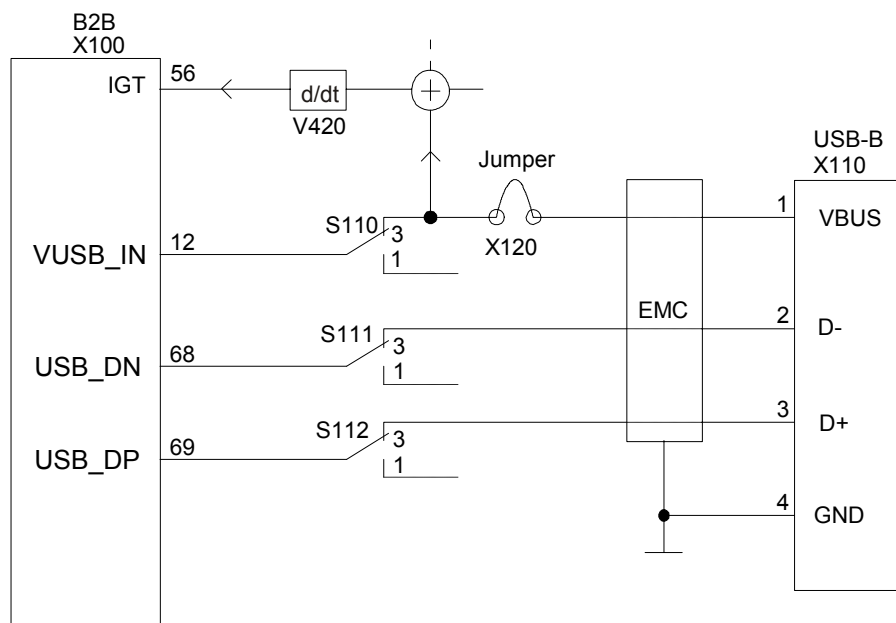 B2B
X100
IGT
56
d/dt
V420
+
Jumper
X120
USB-B
X110
1
VBUS
S110
3
1
VUSB_IN
12
EMC
2
D-
S111
3
1
USB_DN
68
3
D+
S112
3
1
USB_DP
69
4
GND